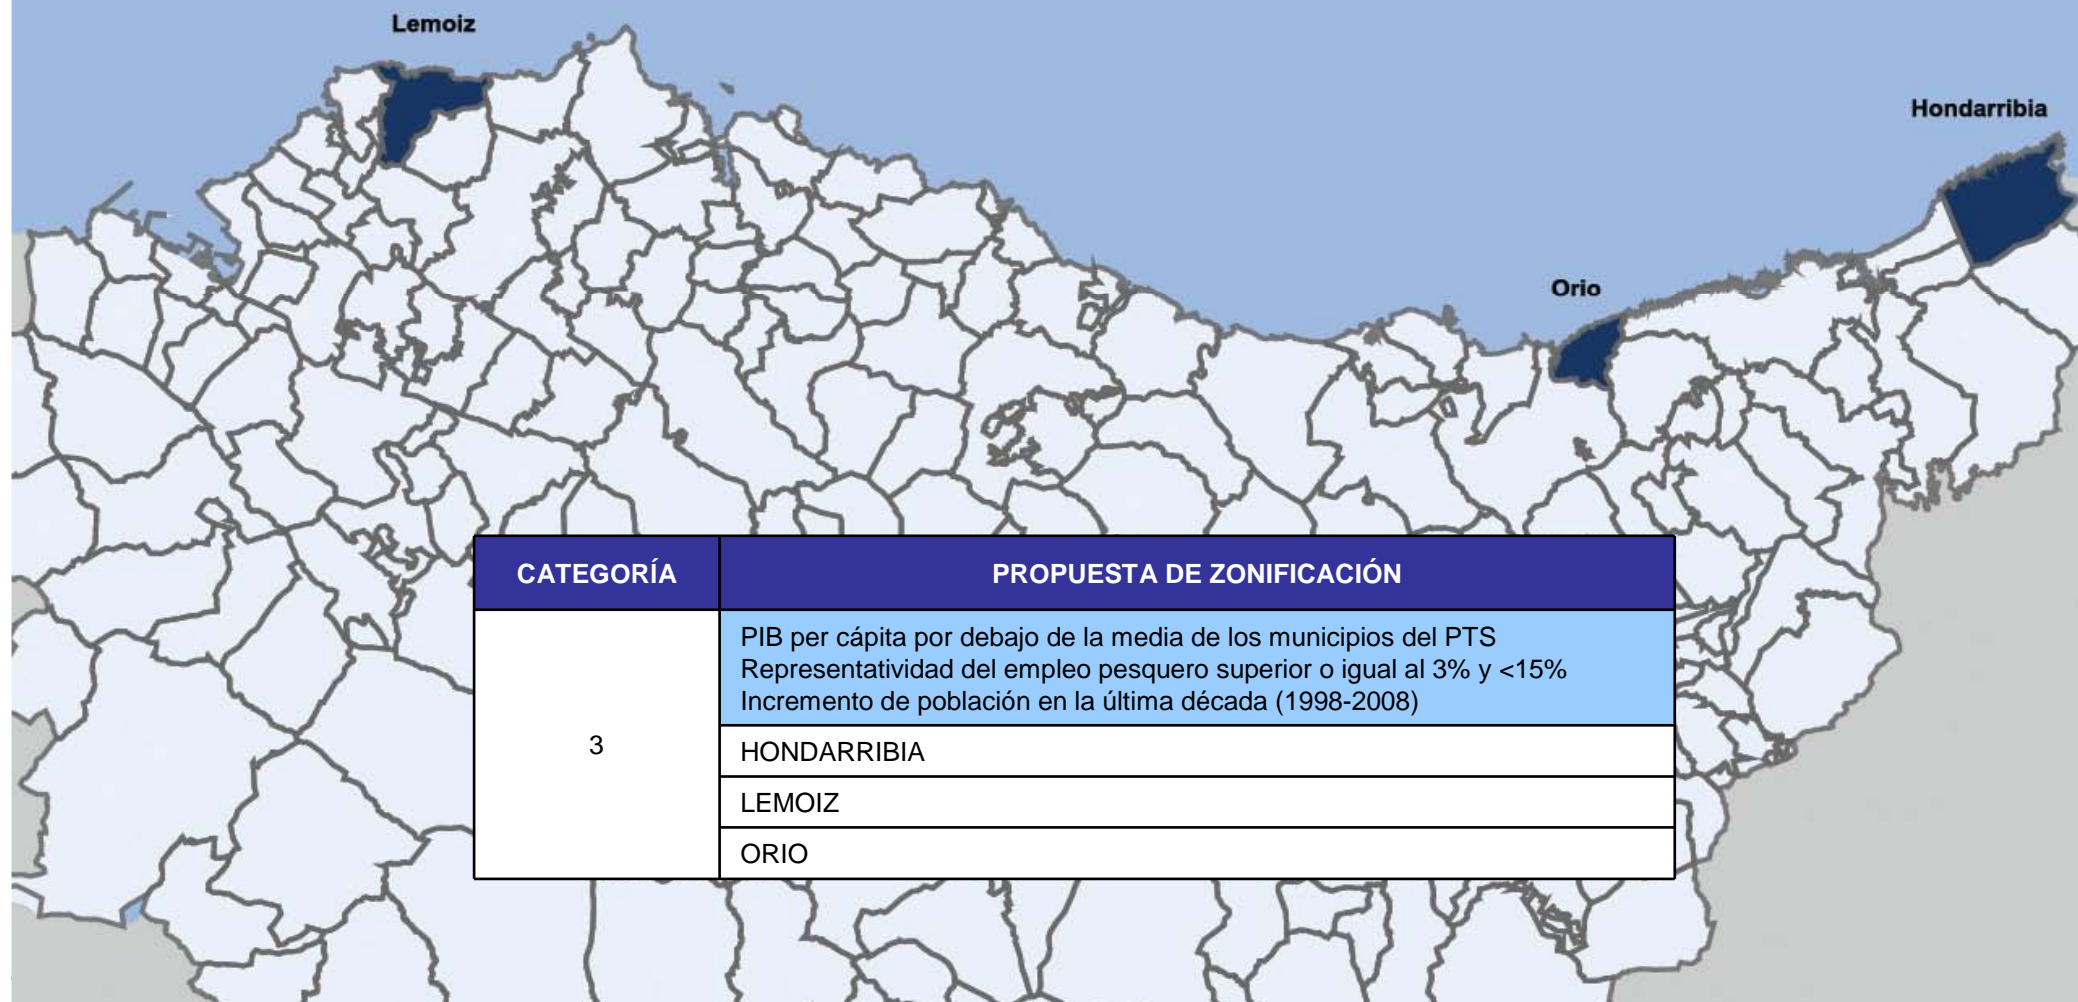 Lemoiz
Hondarribia
Orio
CATEGORÍA
PROPUESTA DE ZONIFICACIÓN
3
PIB per cápita por debajo de la media de los municipios del PTS
Representatividad del empleo pesquero superior o igual al 3% y <15%
Incremento de población en la última década (1998-2008)
HONDARRIBIA
LEMOIZ
ORIO